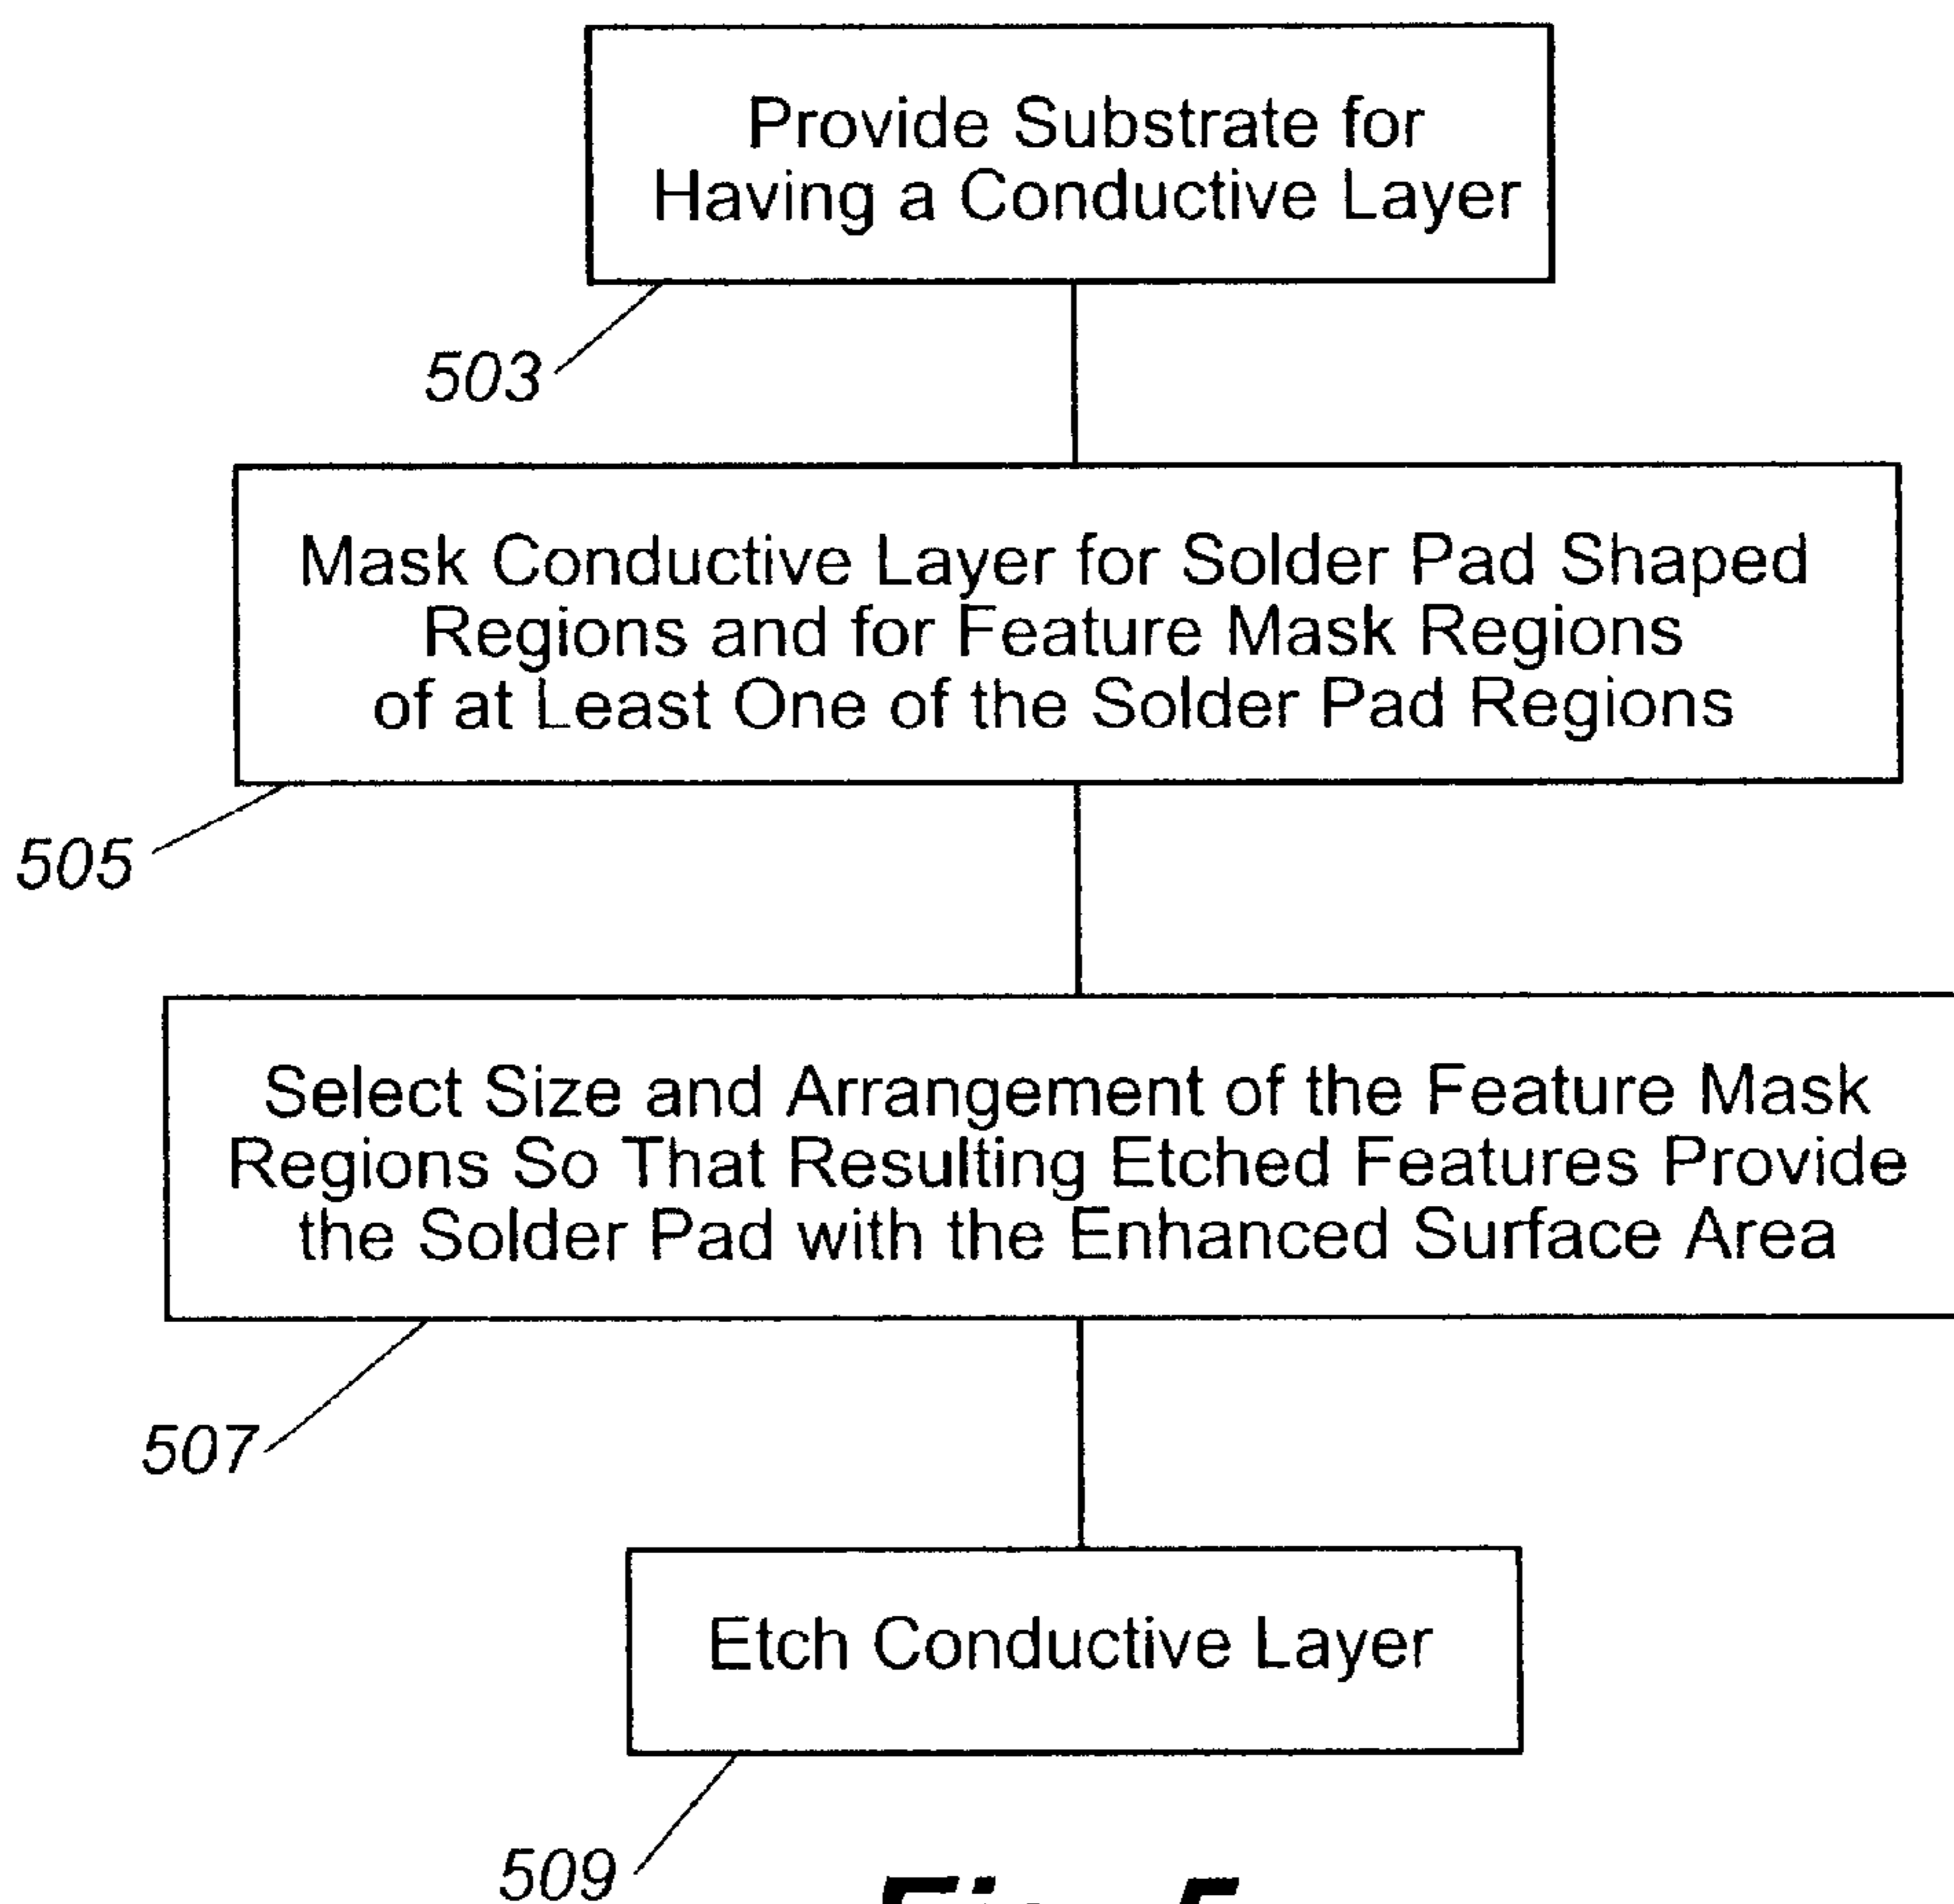 Provide Substrate for
Having a Conductive Layer
503
Mask Conductive Layer for Solder Pad Shaped
Regions and for Feature Mask Regions
of at Least One of the Solder Pad Regions
505
Select Size and Arrangement of the Feature Mask
Regions So That Resulting Etched Features Provide
the Solder Pad with the Enhanced Surface Area
507
Etch Conductive Layer
509